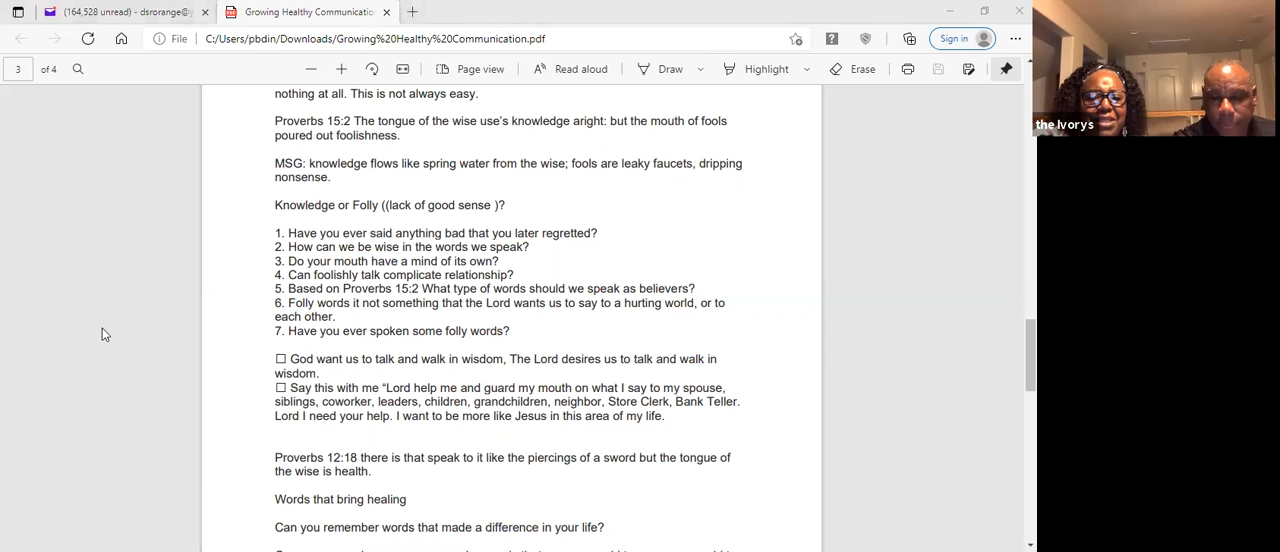 (164,528 unread) - dsrorange@y
Growing Healthy Communicatio
File
C:/Users/pbdin/Downloads/Growing%20Healthy%20Communication.pdf
Sign in
3 of 4
Page view
Read aloud
Draw
Highlight
Erase
nothing at all. This is not always easy.
Proverbs 15:2 The tongue of the wise use's knowledge aright: but the mouth of fools
poured out foolishness.
MSG: knowledge flows like spring water from the wise; fools are leaky faucets, dripping
nonsense.
Knowledge or Folly ((lack of good sense )?
1. Have you ever said anything bad that you later regretted?
2. How can we be wise in the words we speak?
3. Do your mouth have a mind of its own?
4. Can foolishly talk complicate relationship?
5. Based on Proverbs 15:2 What type of words should we speak as believers?
6. Folly words it not something that the Lord wants us to say to a hurting world, or to
each other.
7. Have you ever spoken some folly words?
☐ God want us to talk and walk in wisdom, The Lord desires us to talk and walk in
wisdom.
☐ Say this with me “Lord help me and guard my mouth on what I say to my spouse,
siblings, coworker, leaders, children, grandchildren, neighbor, Store Clerk, Bank Teller.
Lord I need your help. I want to be more like Jesus in this area of my life.
Proverbs 12:18 there is that speak to it like the piercings of a sword but the tongue of
the wise is health.
Words that bring healing
Can you remember words that made a difference in your life?
the Ivorys